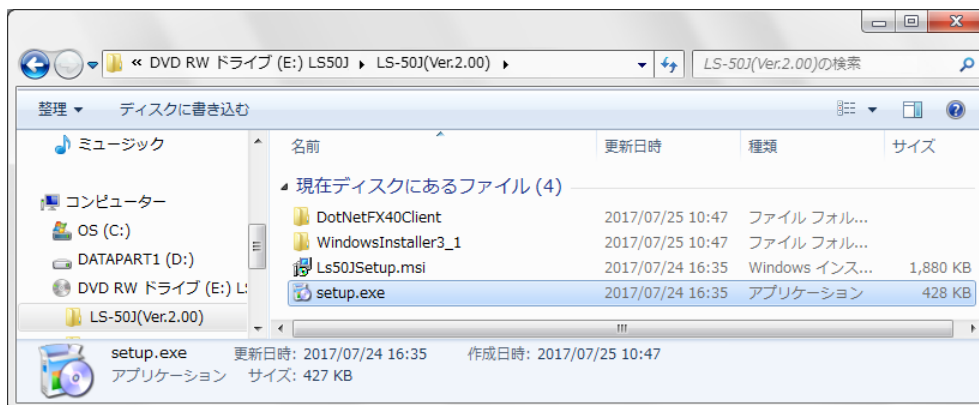 « DVD RW ドライブ (E:) LS50J ▸ LS-50J(Ver.2.00) ▸
LS-50J(Ver.2.00)の検索
整理 ▼ ディスクに書き込む
ミュージック
コンピューター
OS (C:)
DATAPART1 (D:)
DVD RW ドライブ (E:) L
LS-50J(Ver.2.00)
名前 更新日時 種類 サイズ
現在ディスクにあるファイル (4)
DotNetFX40Client 2017/07/25 10:47 ファイル フォル...
WindowsInstaller3_1 2017/07/25 10:47 ファイル フォル...
Ls50JSetup.msi 2017/07/24 16:35 Windows インス... 1,880 KB
setup.exe 2017/07/24 16:35 アプリケーション 428 KB
setup.exe 更新日時: 2017/07/24 16:35 作成日時: 2017/07/25 10:47
アプリケーション サイズ: 427 KB